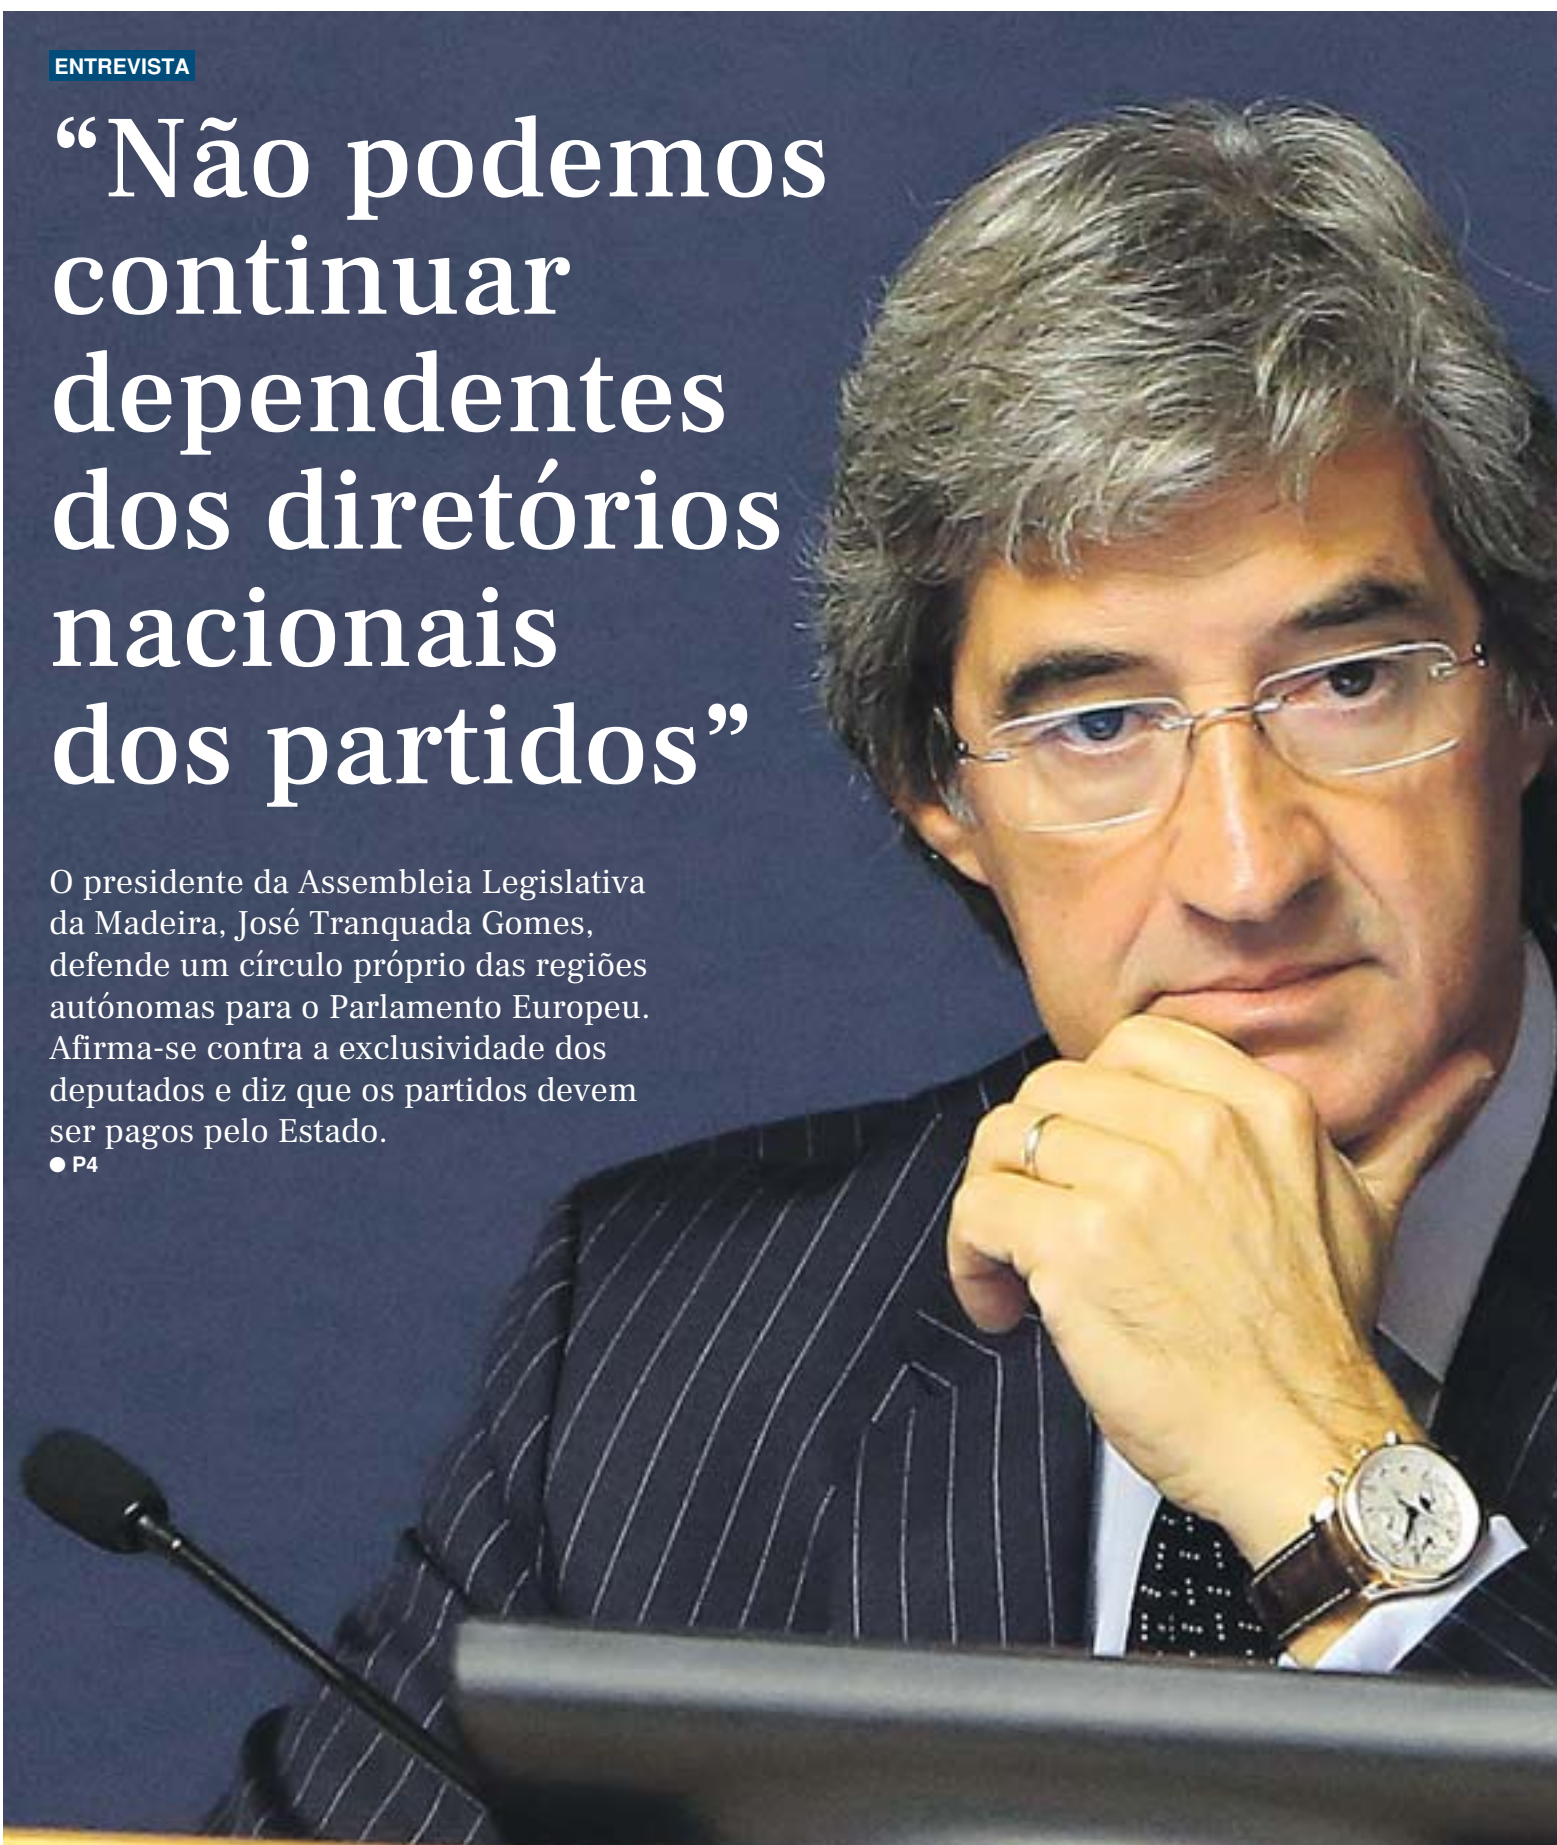 ENTREVISTA
“Não podemos
continuar
dependentes
dos diretórios
nacionais
dos partidos”
O presidente da Assembleia Legislativa
da Madeira, José Tranquada Gomes,
defende um círculo próprio das regiões
autónomas para o Parlamento Europeu.
Afirma-se contra a exclusividade dos
deputados e diz que os partidos devem
ser pagos pelo Estado.
● P4